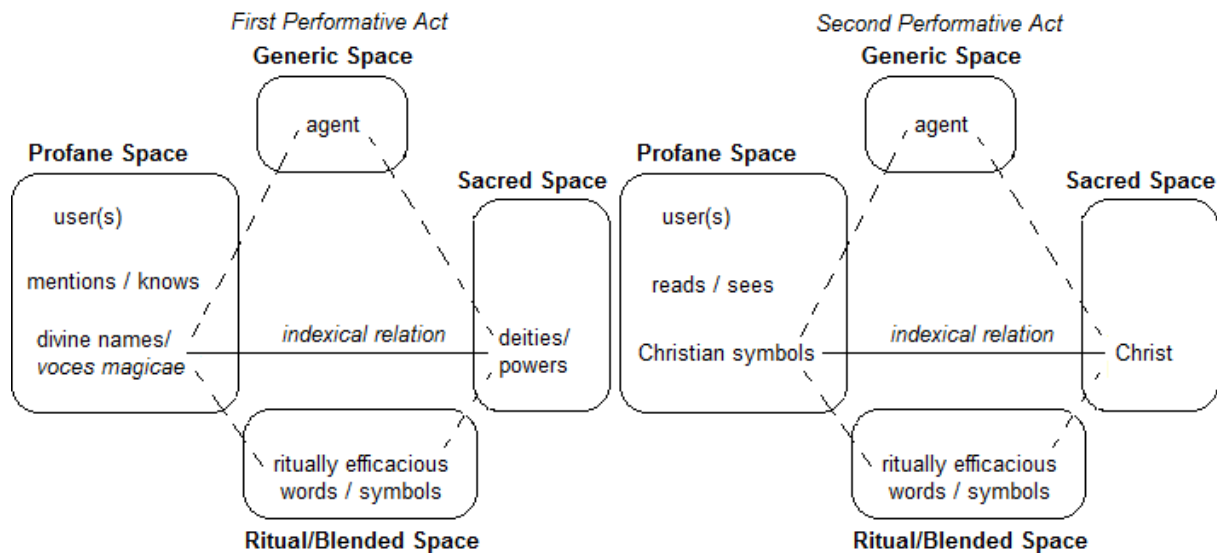 First Performative Act
Generic Space
agent
Profane Space
user(s)
mentions / knows
divine names/
voces magicae
indexical relation
Sacred Space
deities/
powers
ritually efficacious
words / symbols
Ritual/Blended Space
Second Performative Act
Generic Space
agent
Profane Space
user(s)
reads / sees
Christian symbols
indexical relation
Sacred Space
Christ
ritually efficacious
words / symbols
Ritual/Blended Space